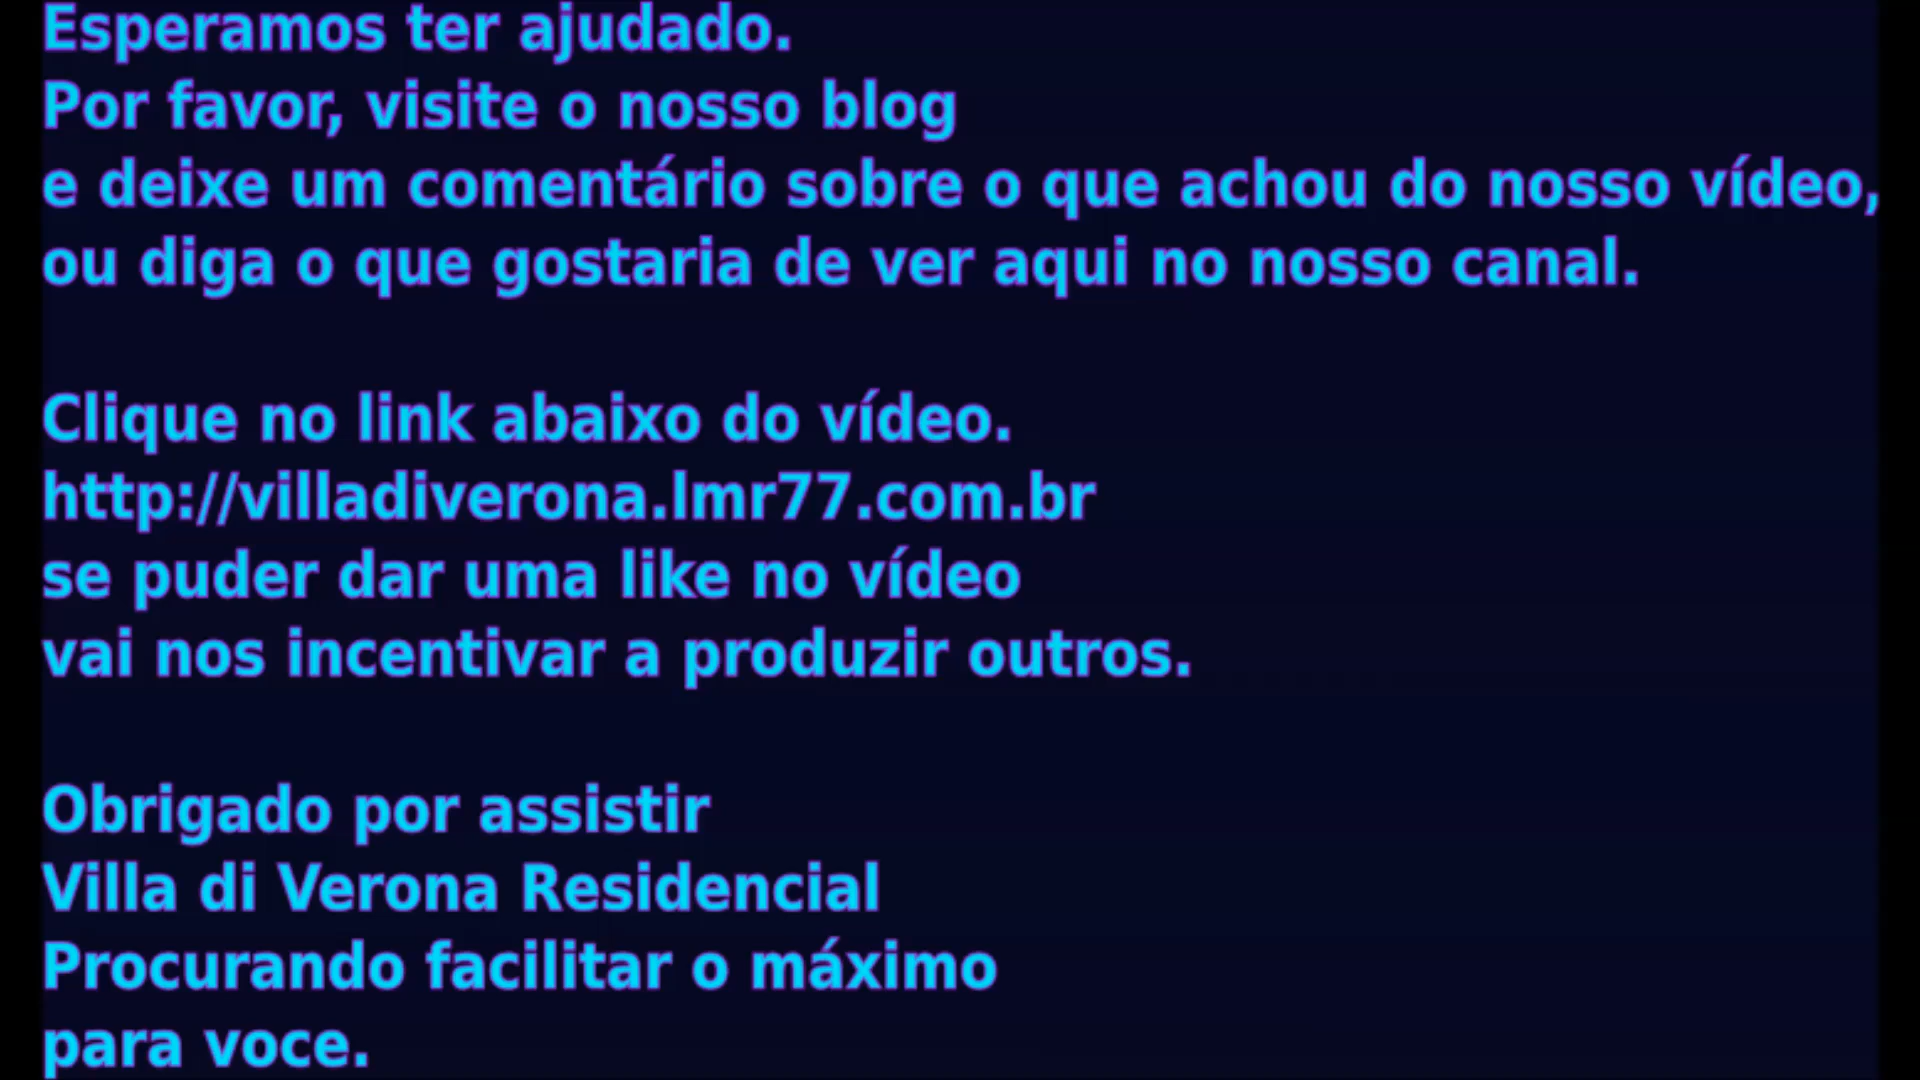 Esperamos ter ajudado.
Por favor, visite o nosso blog
e deixe um comentário sobre o que achou do nosso vídeo,
ou diga o que gostaria de ver aqui no nosso canal.
Clique no link abaixo do vídeo.
http://villadiverona.lmr77.com.br
se puder dar uma like no vídeo
vai nos incentivar a produzir outros.
Obrigado por assistir
Villa di Verona Residencial
Procurando facilitar o máximo
para voce.